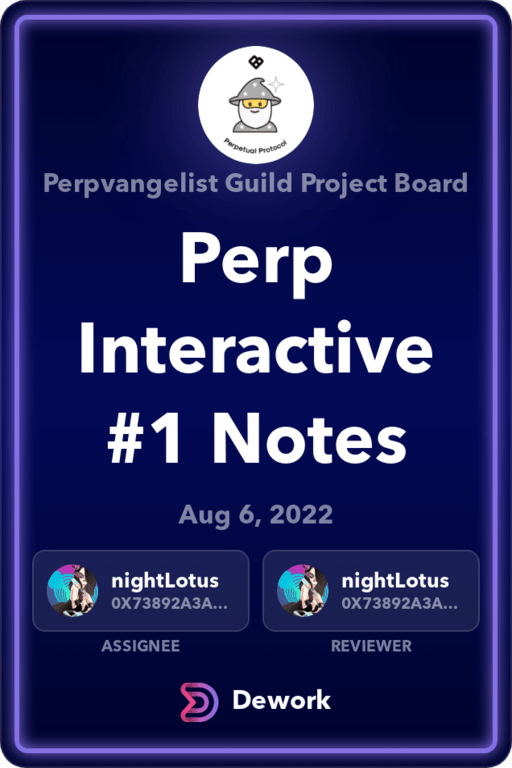 Perpetual Protocol
Perpvangelist Guild Project Board
Perp
Interactive
#1 Notes
Aug 6, 2022
nightLotus
0X73892A3A...
ASSIGNEE
nightLotus
0X73892A3A...
REVIEWER
Dework